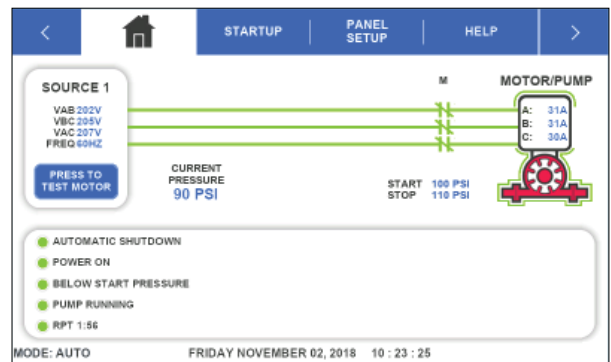 <
STARTUP
PANEL SETUP
HELP
>
SOURCE 1
VAB 202V
VBC 205V
VAC 207V
FREQ 60HZ
PRESS TO
TEST MOTOR
M
MOTOR/PUMP
A: 31A
B: 31A
C: 30A
CURRENT
PRESSURE
90 PSI
START 100 PSI
STOP 110 PSI
AUTOMATIC SHUTDOWN
POWER ON
BELOW START PRESSURE
PUMP RUNNING
RPT 1:56
MODE: AUTO FRIDAY NOVEMBER 02, 2018 10 : 23 : 25